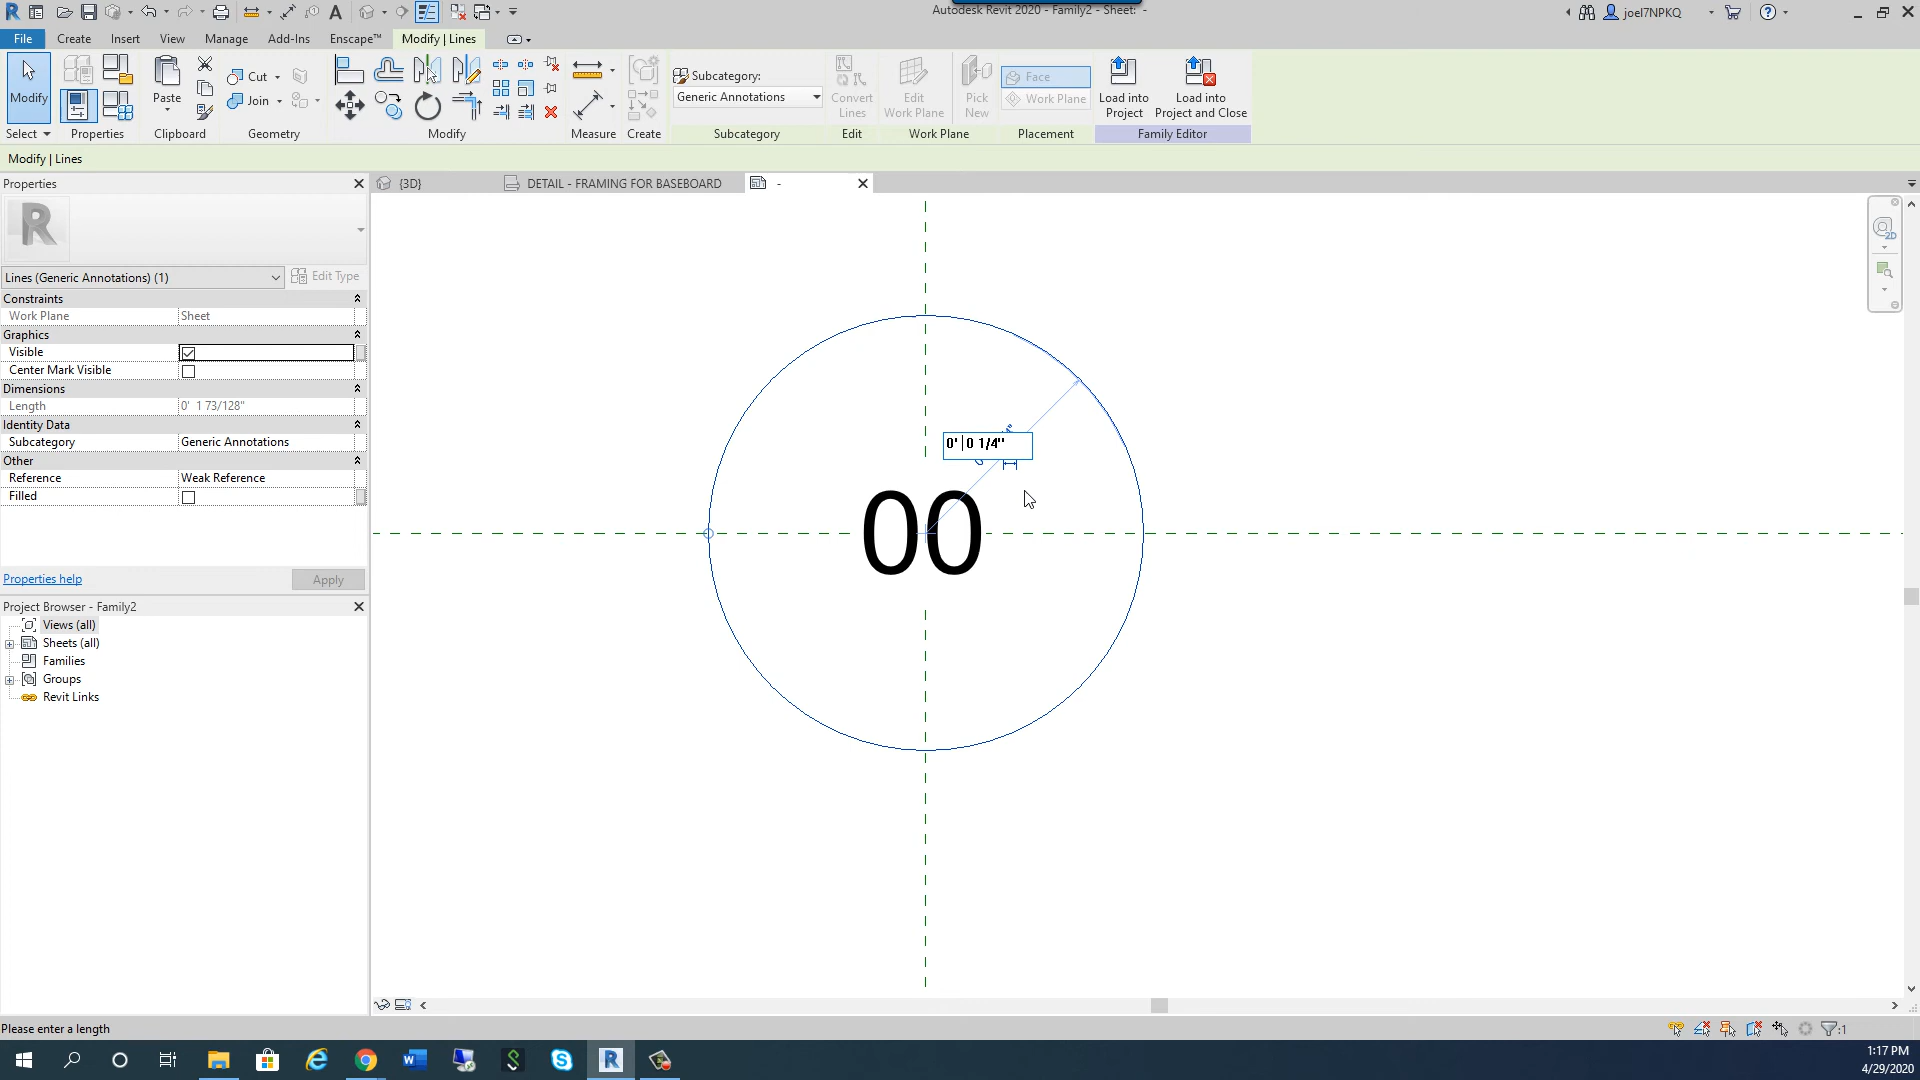 Autodesk Revit 2020 - Family2 - Sheet: -
joel7NPKQ
File Create Insert View Manage Add-Ins Enscape™ Modify | Lines
Modify
Paste
Cut
Join
Subcategory:
Generic Annotations
Convert Lines
Edit Work Plane
Pick New
Face
Work Plane
Load into Project
Load into Project and Close
Select Properties Clipboard Geometry Modify Measure Create Subcategory Edit Work Plane Placement Family Editor
Modify | Lines
Properties
{3D} DETAIL - FRAMING FOR BASEBOARD -
Lines (Generic Annotations) (1) Edit Type
Constraints
Work Plane Sheet
Graphics
Visible
Center Mark Visible
Dimensions
Length 0' 1 73/128"
Identity Data
Subcategory Generic Annotations
Other
Reference Weak Reference
Filled
Properties help Apply
Project Browser - Family2
Views (all)
Sheets (all)
Families
Groups
Revit Links
0' 0 1/4"
00
2D
Please enter a length
:1
1:17 PM
4/29/2020